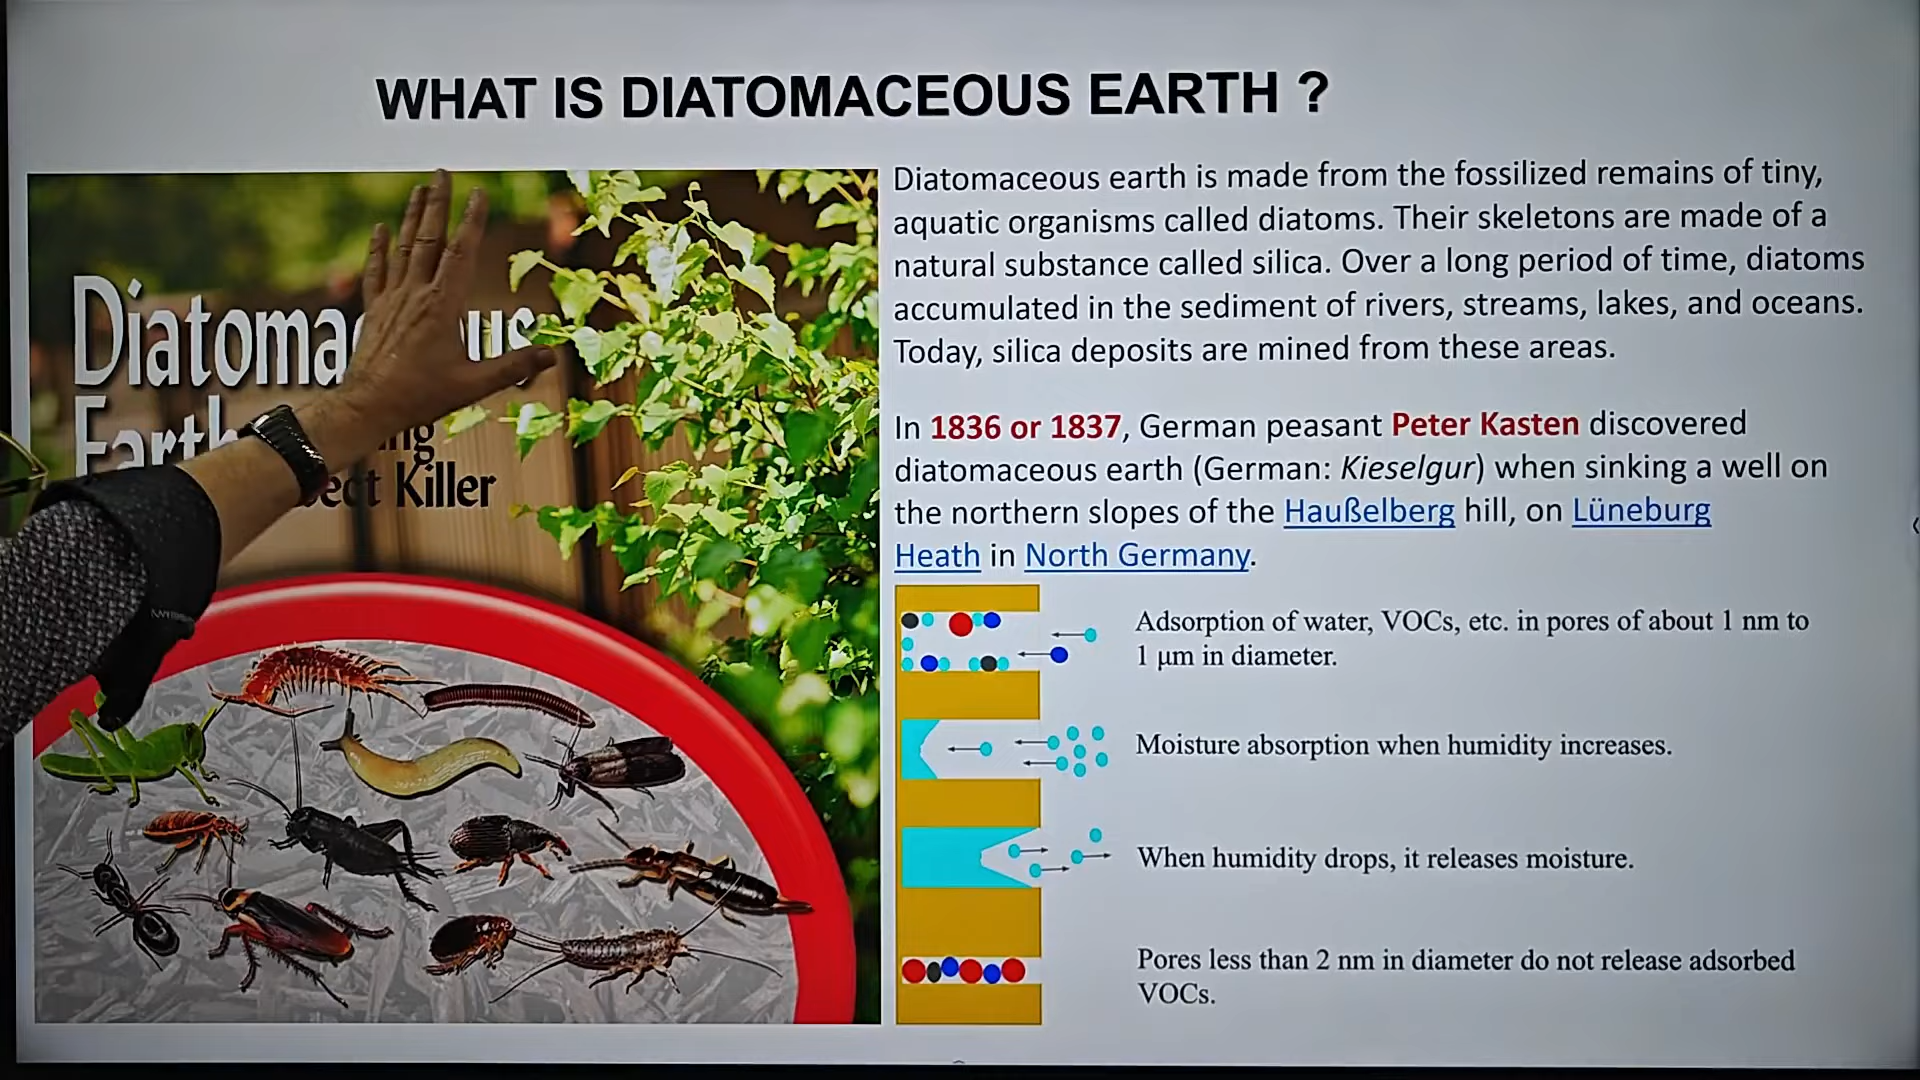 WHAT IS DIATOMACEOUS EARTH ?
Killer
Diatomaceous earth is made from the fossilized remains of tiny,
aquatic organisms called diatoms. Their skeletons are made of a
natural substance called silica. Over a long period of time, diatoms
accumulated in the sediment of rivers, streams, lakes, and oceans.
Today, silica deposits are mined from these areas.
In 1836 or 1837, German peasant Peter Kasten discovered
diatomaceous earth (German: Kieselgur) when sinking a well on
the northern slopes of the Haußelberg hill, on Lüneburg
Heath in North Germany.
Adsorption of water, VOCs, etc. in pores of about 1 nm to
1 μm in diameter.
Moisture absorption when humidity increases.
When humidity drops, it releases moisture.
Pores less than 2 nm in diameter do not release adsorbed
VOCs.